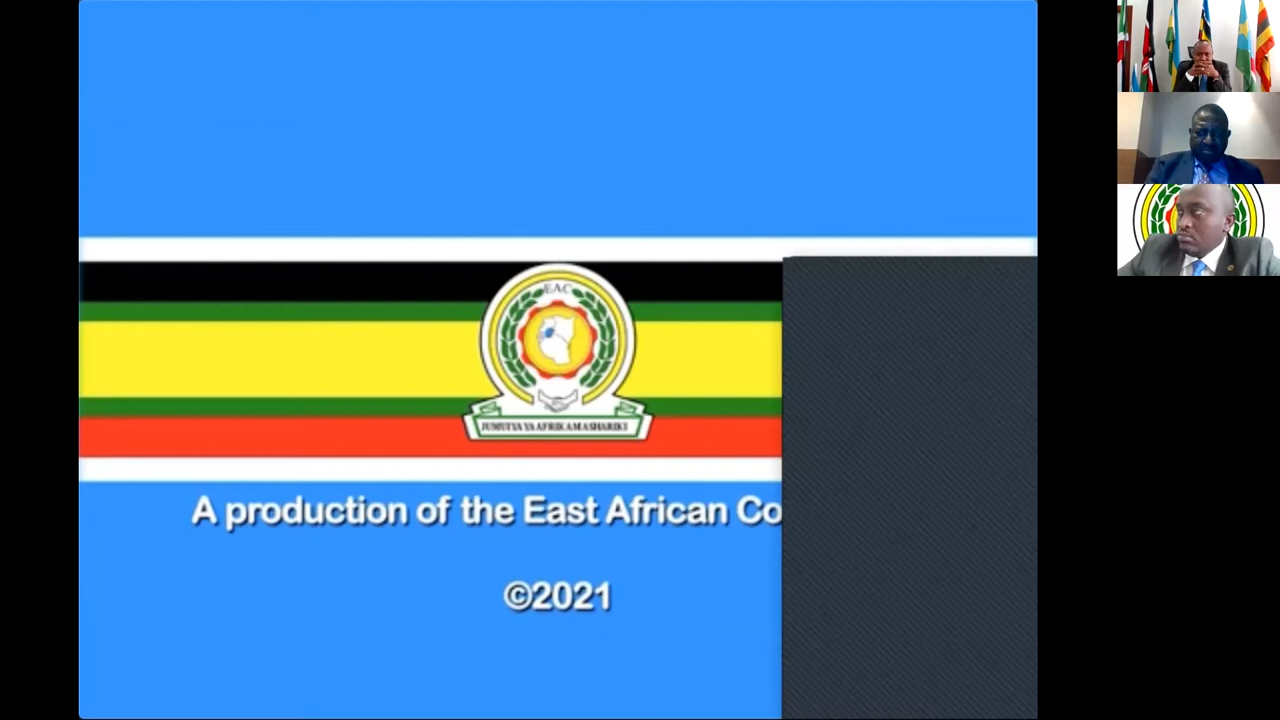 EAC
JUMUIYA YA AFRIKA MASHARIKI
A production of the East African Co
©2021